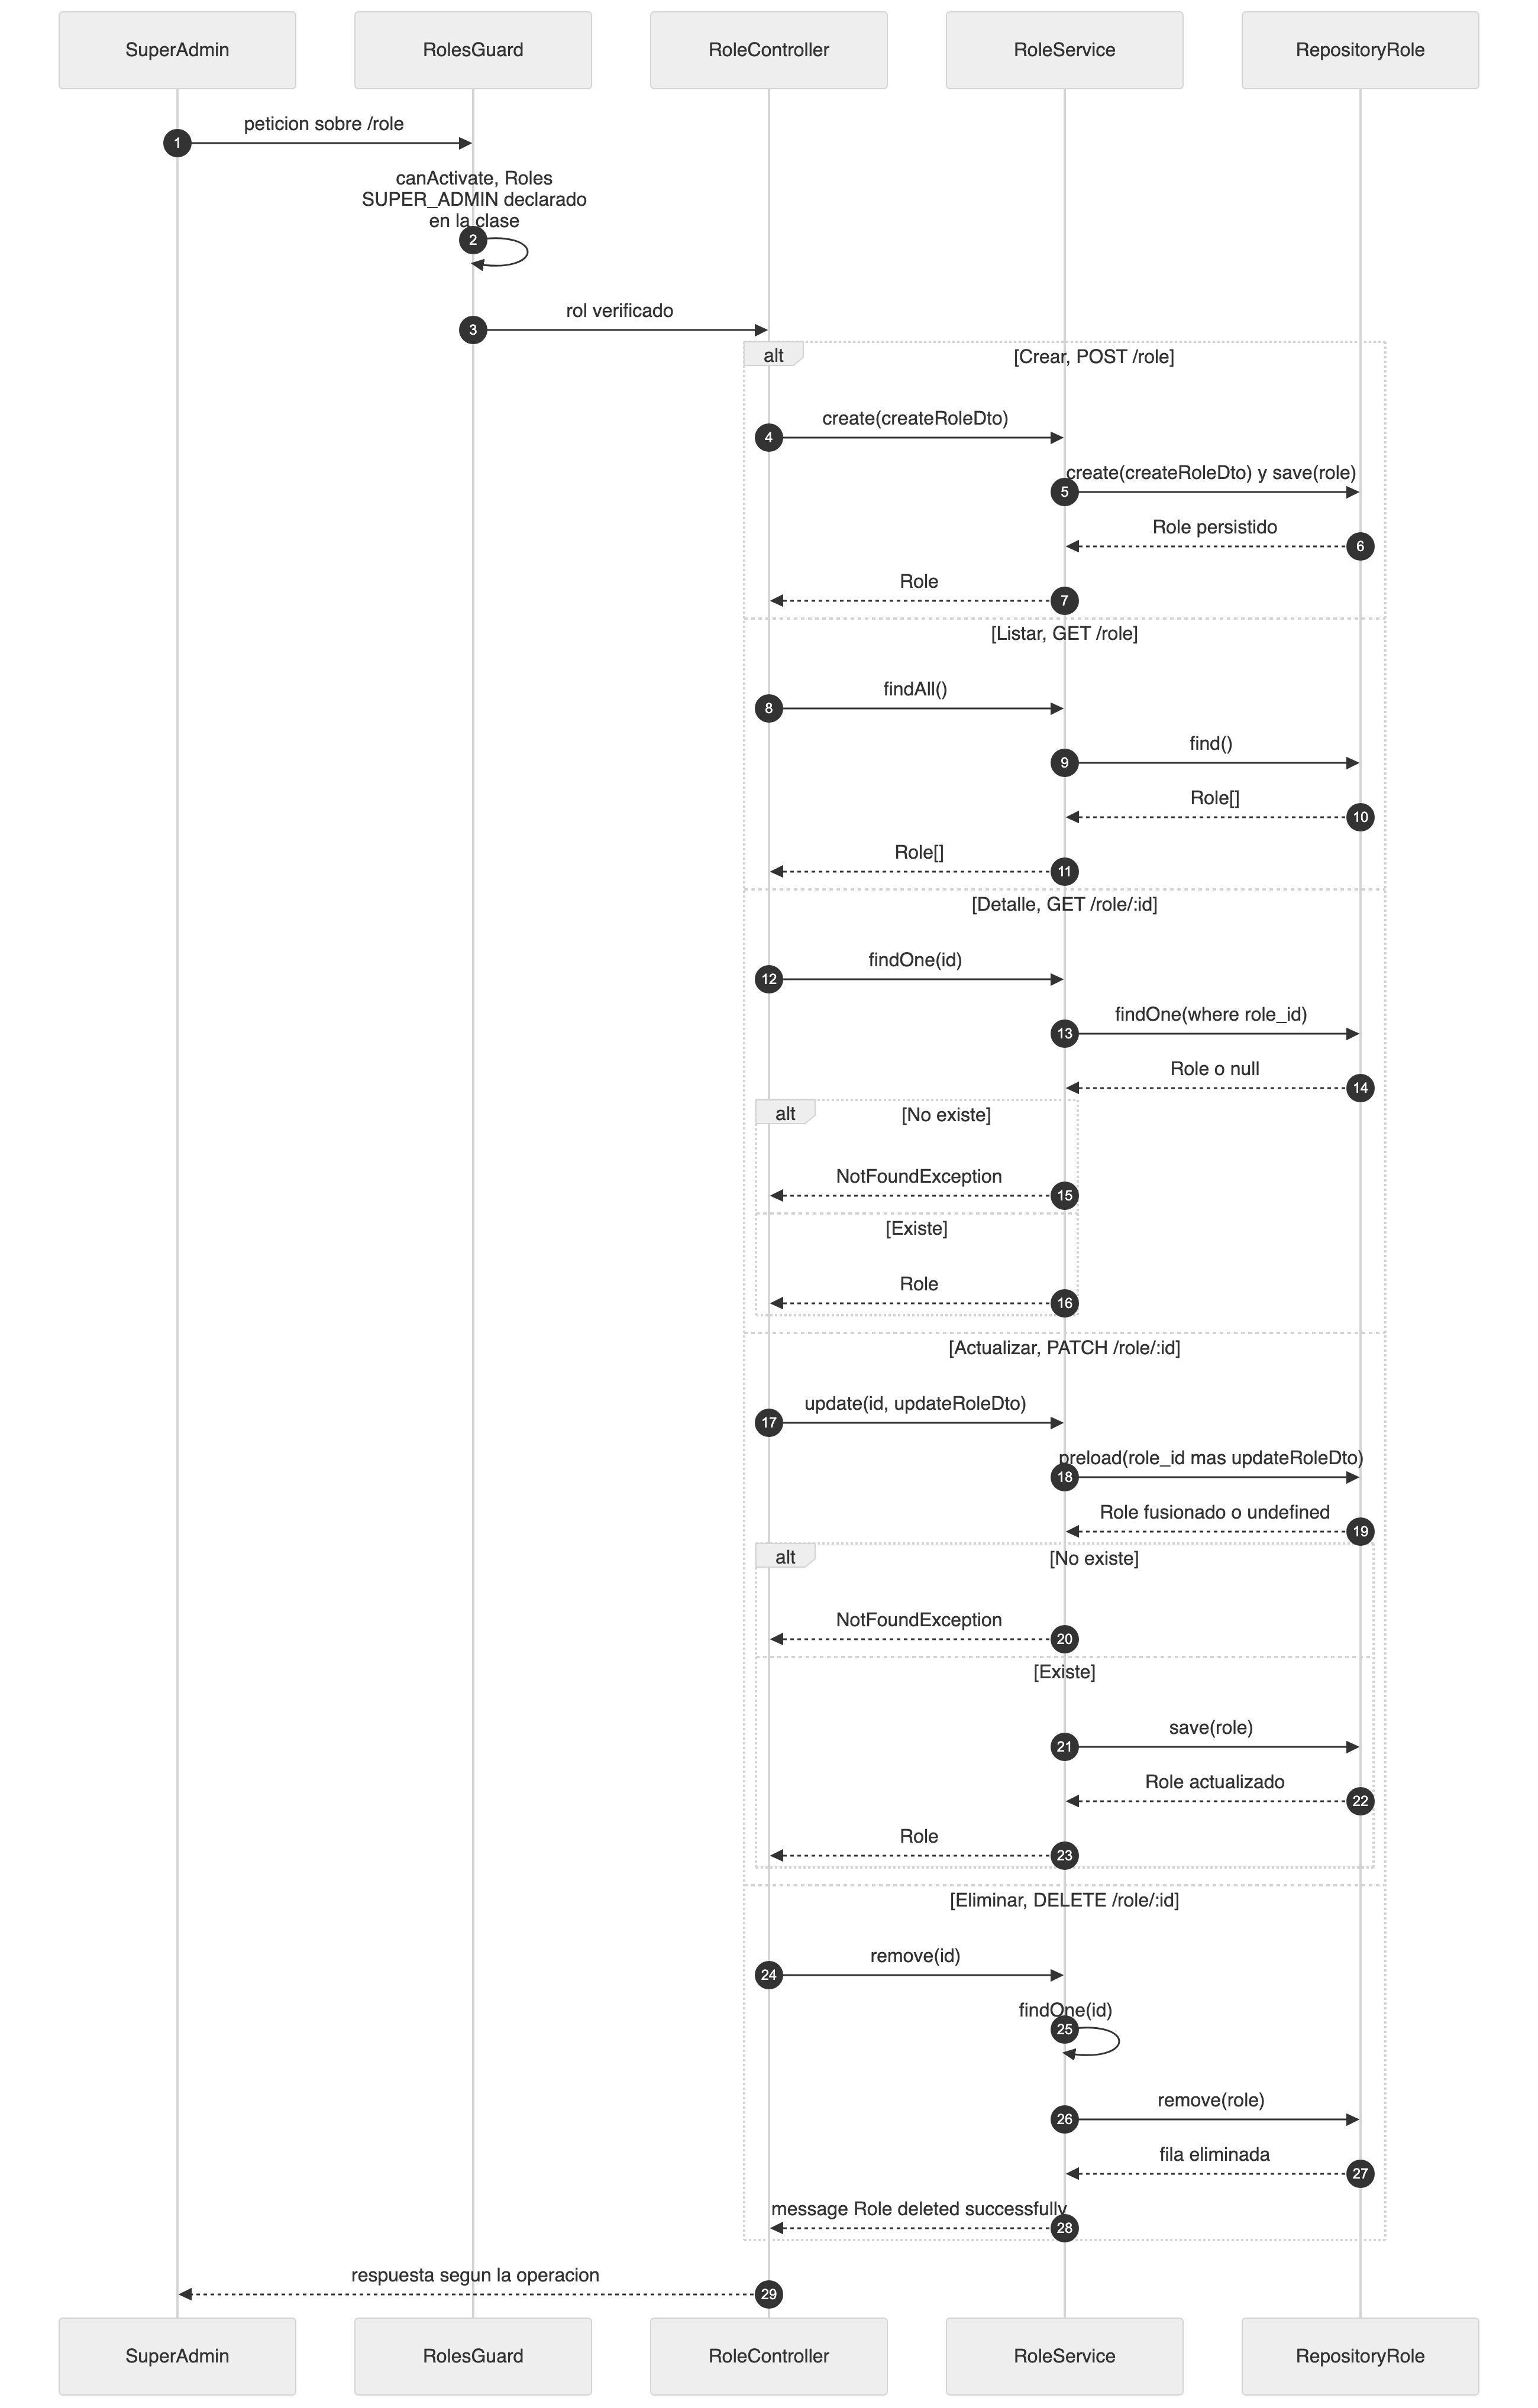 SuperAdmin
RolesGuard
RoleController
RoleService
RepositoryRole
peticion sobre /role
1
canActivate, Roles
SUPER_ADMIN declarado
en la clase
2
rol verificado
3
alt
[Crear, POST /role]
create(createRoleDto)
4
create(createRoleDto) y save(role)
5
Role persistido
6
Role
7
[Listar, GET /role]
findAll()
8
find()
9
Role[]
10
Role[]
11
[Detalle, GET /role/:id]
findOne(id)
12
findOne(where role_id)
13
Role o null
14
alt
[No existe]
NotFoundException
15
[Existe]
Role
16
[Actualizar, PATCH /role/:id]
update(id, updateRoleDto)
17
preload(role_id mas updateRoleDto)
18
Role fusionado o undefined
19
alt
[No existe]
NotFoundException
20
[Existe]
save(role)
21
Role actualizado
22
Role
23
[Eliminar, DELETE /role/:id]
remove(id)
24
findOne(id)
25
remove(role)
26
fila eliminada
27
message Role deleted successfully
28
respuesta segun la operacion
29
SuperAdmin
RolesGuard
RoleController
RoleService
RepositoryRole